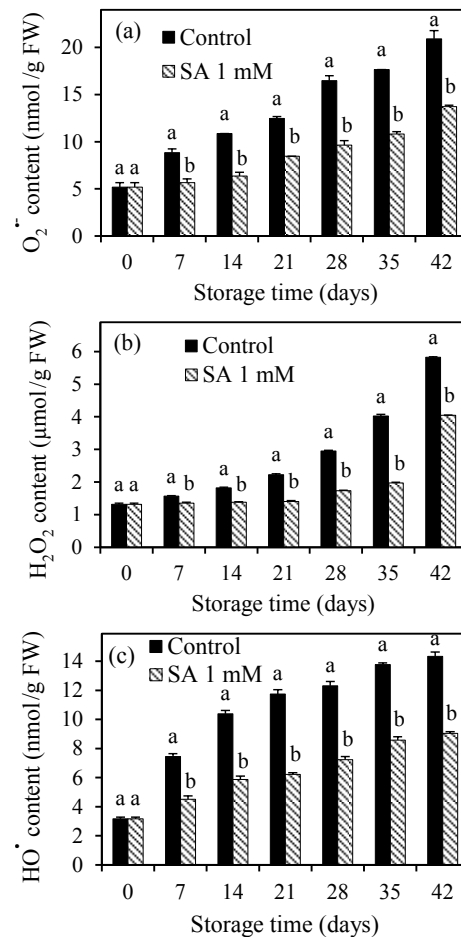 (a)
Control
SA 1 mM
O₂•⁻ content (nmol /g FW)
20
15
10
5
0
a a a b a b a b a b a b a b
0 7 14 21 28 35 42
Storage time (days)
(b)
Control
SA 1 mM
H₂O₂ content (µmol /g FW)
6
5
4
3
2
1
0
a a a b a b a b a b a b a b
0 7 14 21 28 35 42
Storage time (days)
(c)
Control
SA 1 mM
HO• content (nmol/g FW)
14
12
10
8
6
4
2
0
a a a b a b a b a b a b a b
0 7 14 21 28 35 42
Storage time (days)